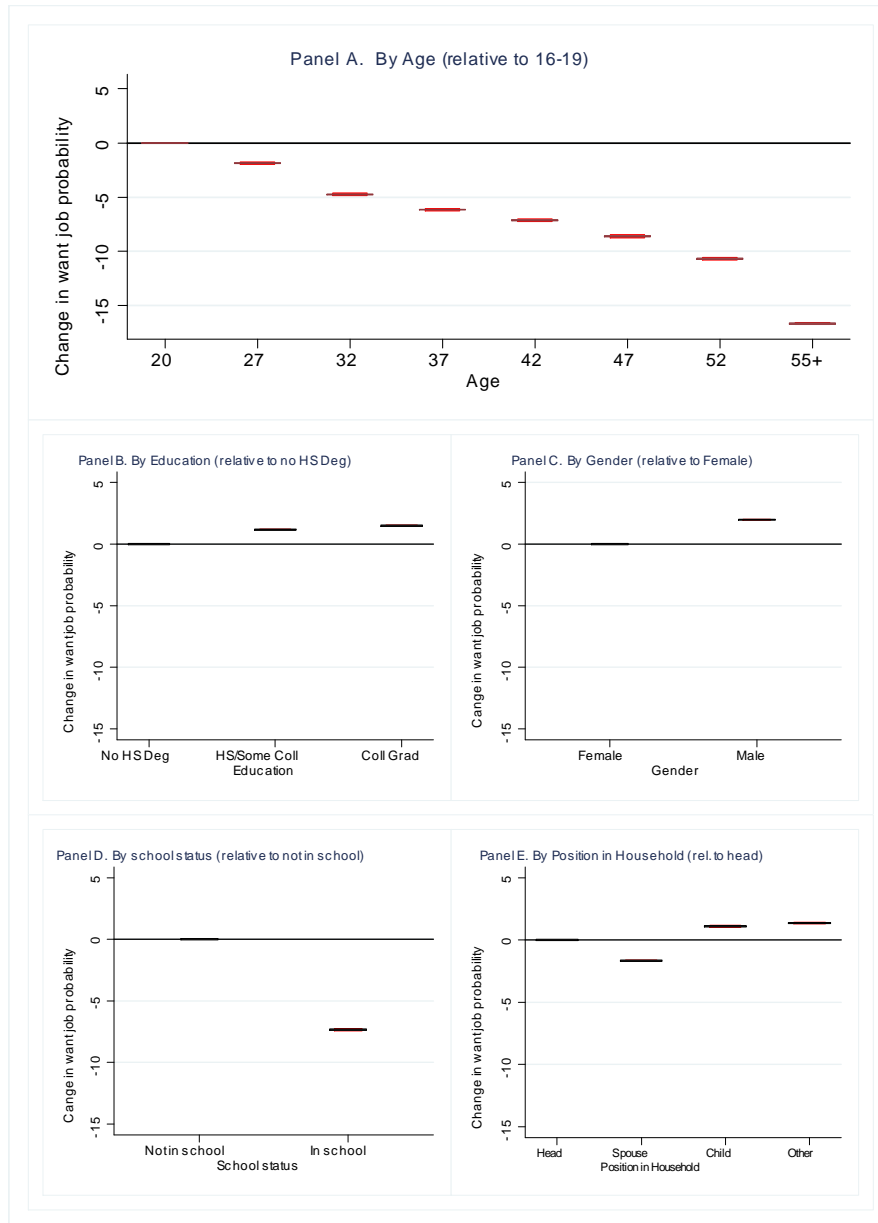 Panel A. By Age (relative to 16-19)
Change in want job probability
5
0
-5
-10
-15
20 27 32 37 42 47 52 55+
Age
Panel B. By Education (relative to no HS Deg)
Change in want job probability
5
0
-5
-10
-15
No HS Deg HS/Some Coll Coll Grad
Education
Panel C. By Gender (relative to Female)
Cange in want job probability
5
0
-5
-10
-15
Female Male
Gender
Panel D. By school status (relative to not in school)
Cange in want job probability
5
0
-5
-10
-15
Not in school In school
School status
Panel E. By Position in Household (rel. to head)
Change in want job probability
5
0
-5
-10
-15
Head Spouse Child Other
Position in Household